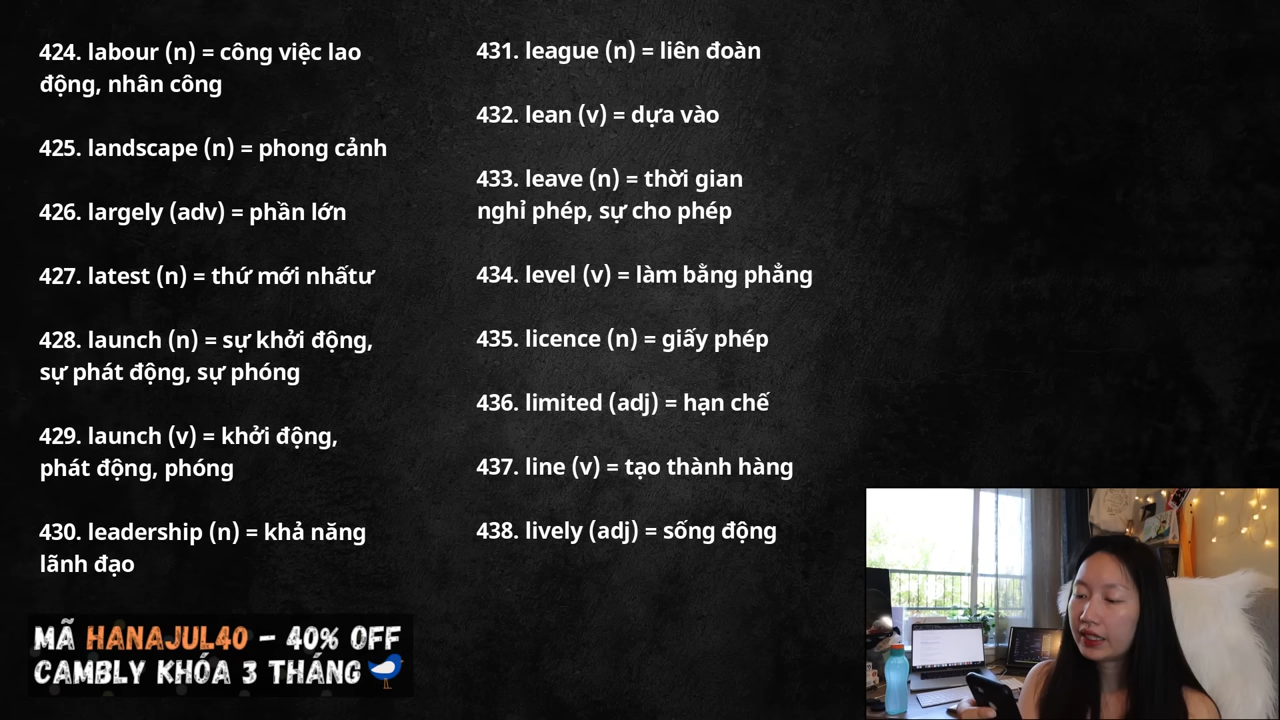 424. labour (n) = công việc lao
động, nhân công
425. landscape (n) = phong cảnh
426. largely (adv) = phần lớn
427. latest (n) = thứ mới nhấtư
428. launch (n) = sự khởi động,
sự phát động, sự phóng
429. launch (v) = khởi động,
phát động, phóng
430. leadership (n) = khả năng
lãnh đạo
431. league (n) = liên đoàn
432. lean (v) = dựa vào
433. leave (n) = thời gian
nghỉ phép, sự cho phép
434. level (v) = làm bằng phẳng
435. licence (n) = giấy phép
436. limited (adj) = hạn chế
437. line (v) = tạo thành hàng
438. lively (adj) = sống động
MÃ HANAJUL40 – 40% OFF
CAMBLY KHÓA 3 THÁNG